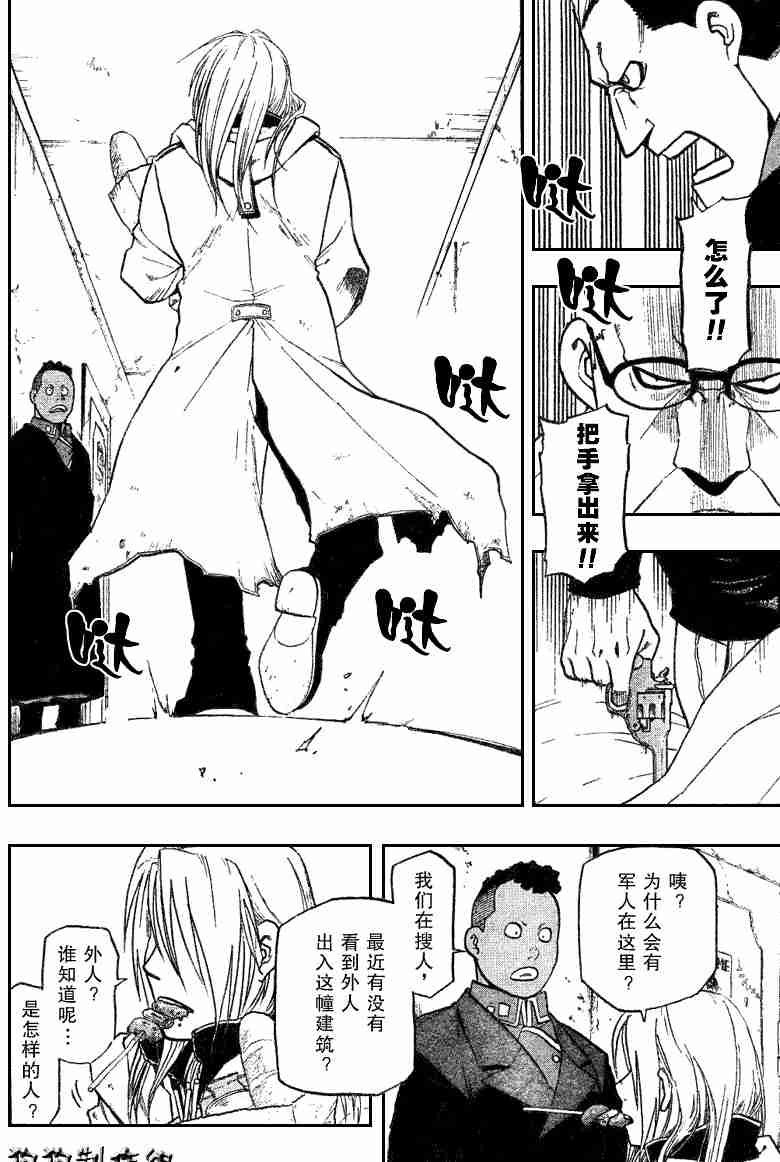 怎么了!!
哒
哒
把手拿出来!!
哒
哒
哒
咦?
为什么会有
军人在这里?
我们在搜人,
最近有没有
看到外人
出入这幢建筑?
外人?
谁知道呢…
是怎样的人?